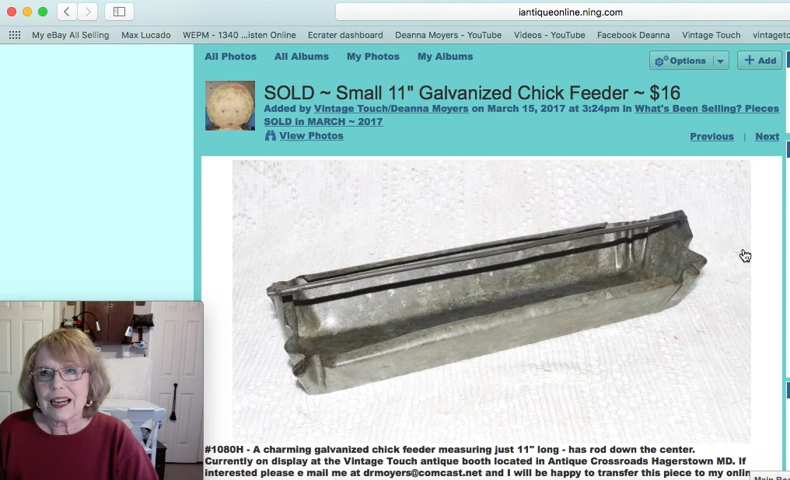 iantiqueonline.ning.com
My eBay All Selling Max Lucado WEPM - 1340 ...isten Online Ecrater dashboard Deanna Moyers - YouTube Videos - YouTube Facebook Deanna Vintage Touch
All Photos All Albums My Photos My Albums
Options Add
SOLD ~ Small 11" Galvanized Chick Feeder ~ $16
Added by Vintage Touch/Deanna Moyers on March 15, 2017 at 3:24pm in What's Been Selling? Pieces
SOLD in MARCH ~ 2017
View Photos
Previous | Next
#1080H - A charming galvanized chick feeder measuring just 11" long - has rod down the center.
Currently on display at the Vintage Touch antique booth located in Antique Crossroads Hagerstown MD. If
interested please e mail me at drmoyers@comcast.net and I will be happy to transfer this piece to my